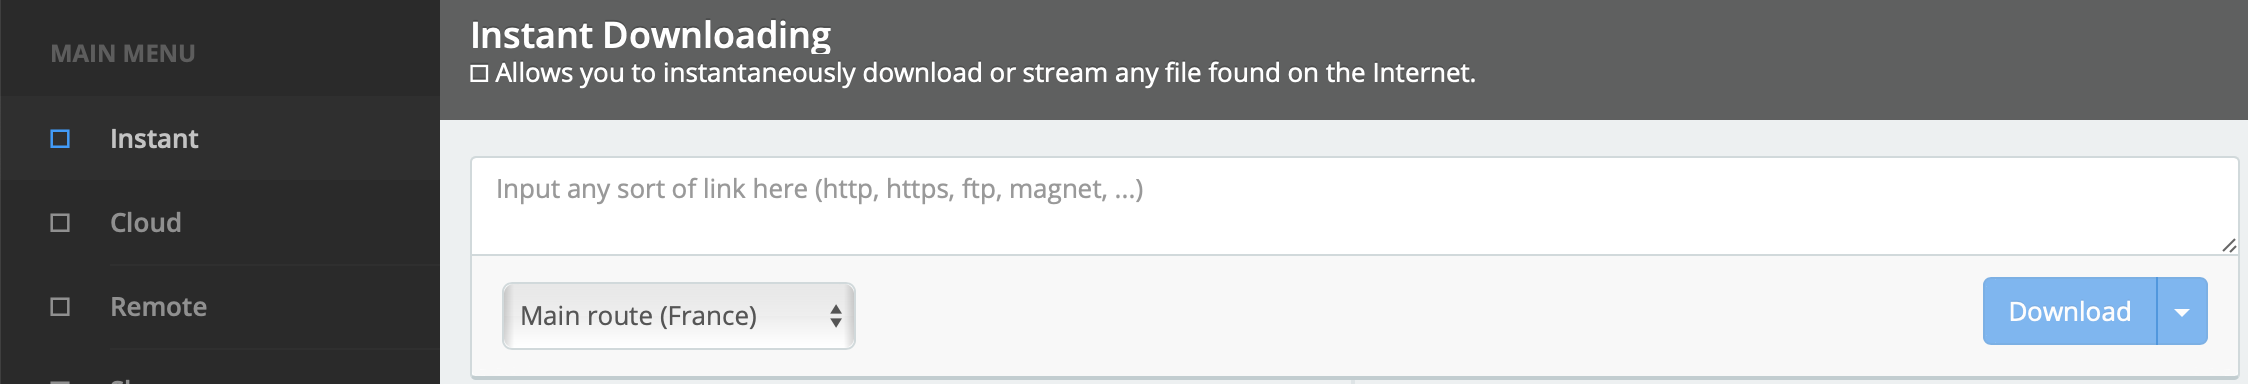 MAIN MENU
Instant
Cloud
Remote
Instant Downloading
Allows you to instantaneously download or stream any file found on the Internet.
Input any sort of link here (http, https, ftp, magnet, ...)
Main route (France)
Download